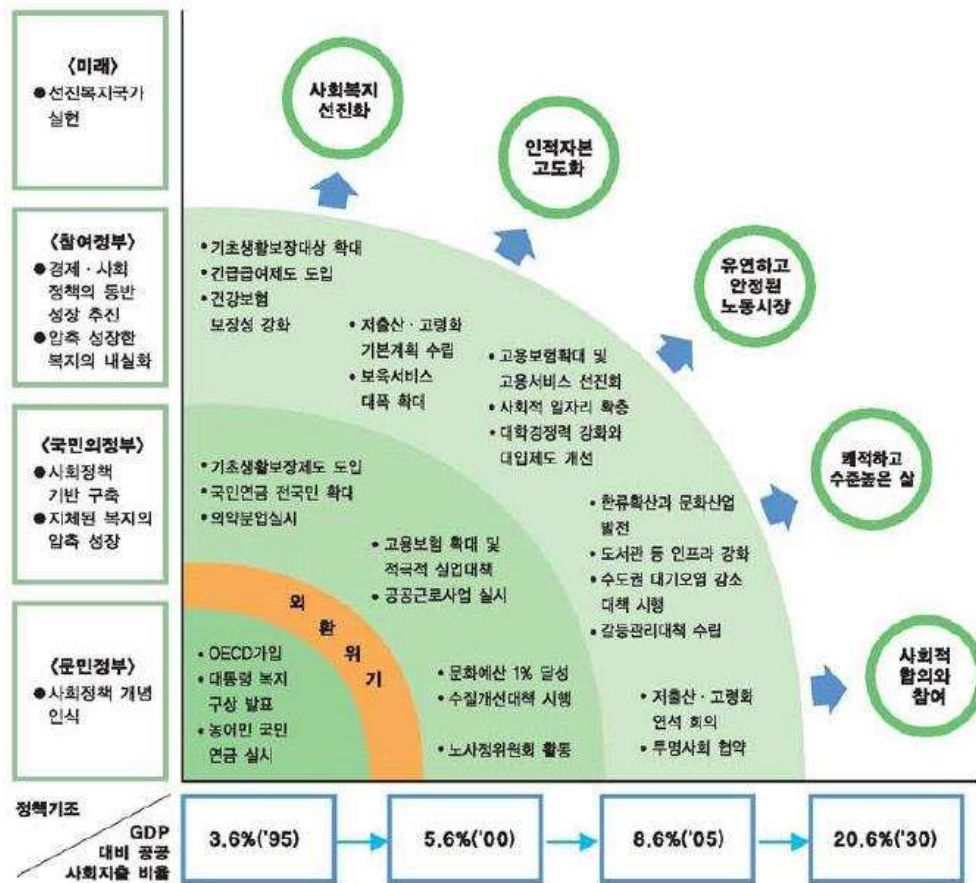 〈미래〉
●선진복지국가
실현
〈참여정부〉
●경제·사회
정책의 동반
성장 추진
●압축 성장한
복지의 내실화
〈국민의정부〉
●사회정책
기반 구축
●지체된 복지의
압축 성장
〈문민정부〉
●사회정책 개념
인식
사회복지
선진화
인적자본
고도화
유연하고
안정된
노동시장
쾌적하고
수준높은 삶
사회적
합의와
참여
•기초생활보장대상 확대
•긴급급여제도 도입
•건강보험
보장성 강화
•저출산·고령화
기본계획 수립
•보육서비스
대폭 확대
•고용보험확대 및
고용서비스 선진화
•사회적 일자리 확충
•대학경쟁력 강화와
대입제도 개선
•한류확산과 문화산업
발전
•도서관 등 인프라 강화
•수도권 대기오염 감소
대책 시행
•갈등관리대책 수립
•저출산·고령화
연석 회의
•투명사회 협약
•기초생활보장제도 도입
•국민연금 전국민 확대
•의약분업실시
•고용보험 확대 및
적극적 실업대책
•공공근로사업 실시
•문화예산 1% 달성
•수질개선대책 시행
•노사정위원회 활동
외
환
위
기
•OECD가입
•대통령 복지
구상 발표
•농어민 국민
연금 실시
정책기조
GDP
대비 공공
사회지출 비율
3.6%('95)
5.6%('00)
8.6%('05)
20.6%('30)